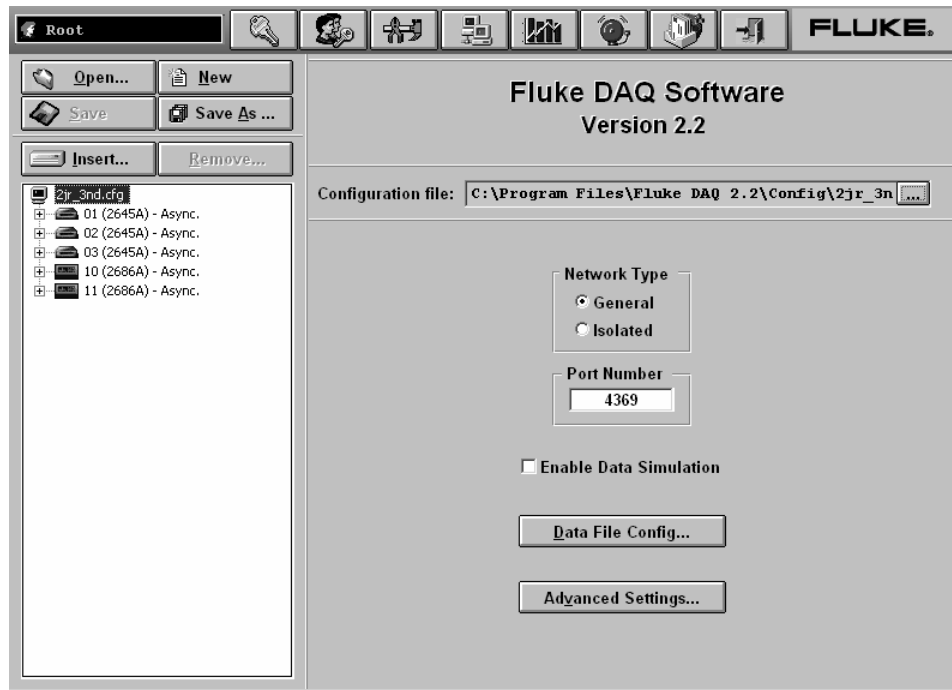 Root
FLUKE®
Open...
New
Save
Save As ...
Insert...
Remove...
2jr_3nd.cfg
01 (2645A) - Async.
02 (2645A) - Async.
03 (2645A) - Async.
10 (2686A) - Async.
11 (2686A) - Async.
Fluke DAQ Software
Version 2.2
Configuration file: C:\Program Files\Fluke DAQ 2.2\Config\2jr_3n ...
Network Type
General
Isolated
Port Number
4369
Enable Data Simulation
Data File Config...
Advanced Settings...